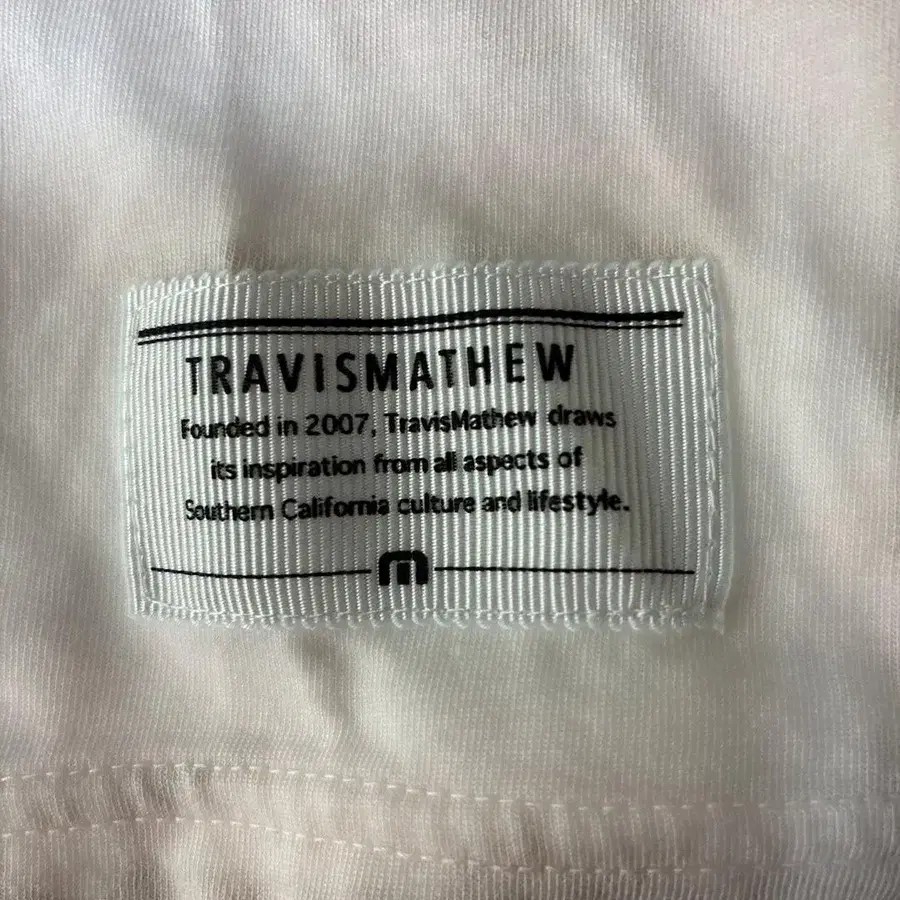 TRAVISMATHEW
Founded in 2007, TravisMathew draws
its inspiration from all aspects of
Southern California culture and lifestyle.